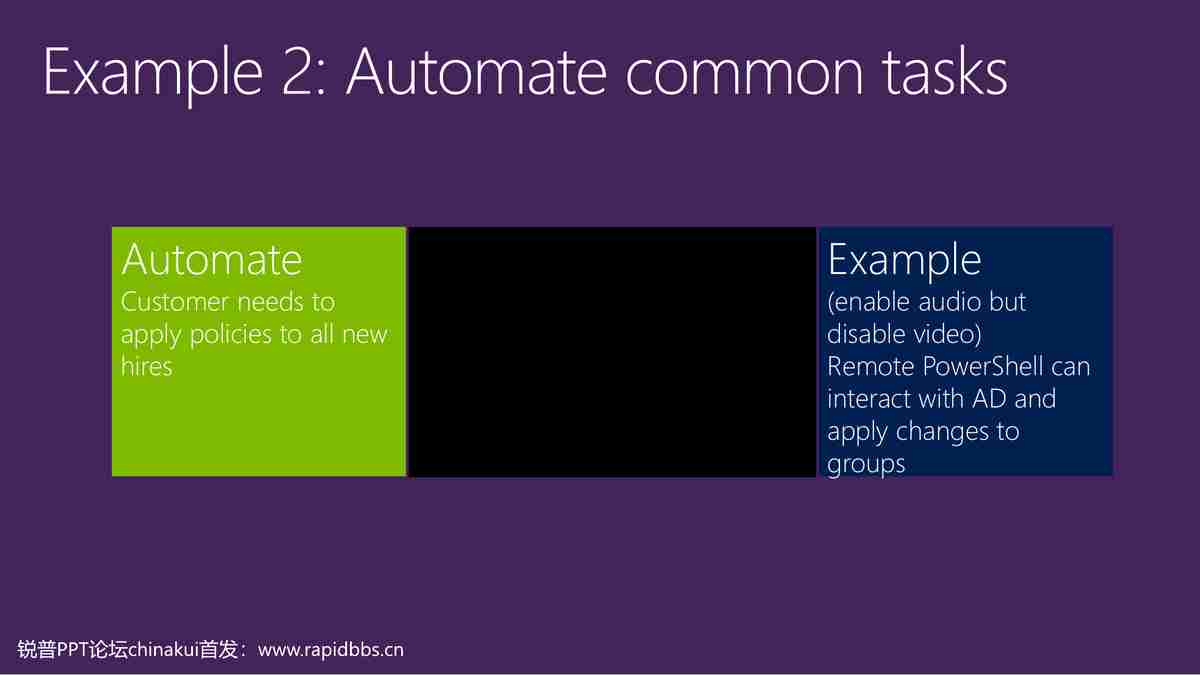 Example 2: Automate common tasks
Automate
Customer needs to
apply policies to all new
hires
Example
(enable audio but
disable video)
Remote PowerShell can
interact with AD and
apply changes to
groups
锐普PPT论坛chinakui首发：www.rapidbbs.cn